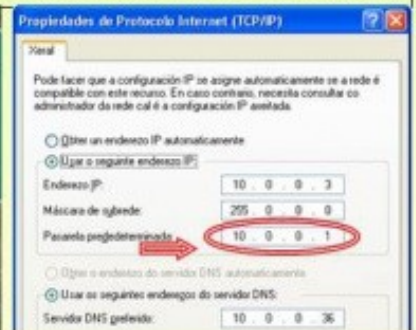 Propiedades de Protocolo Internet (TCP/IP)
Xeral
Pode facer que a configuración IP se asigne automaticamente se a rede é
compatible con este recurso. En caso contrario, necesita consultar co
administrador da rede cal é a configuración IP axeitada.
Obter un enderezo IP automaticamente
Usar o seguinte enderezo IP:
Enderezo IP: 10 . 0 . 0 . 3
Máscara de subrede: 255 . 0 . 0 . 0
Pasarela predeterminada 10 . 0 . 0 . 1
Obter o enderezo do servidor DNS automaticamente
Usar os seguintes enderezos do servidor DNS:
Servidor DNS preferido: 10 . 0 . 0 . 36